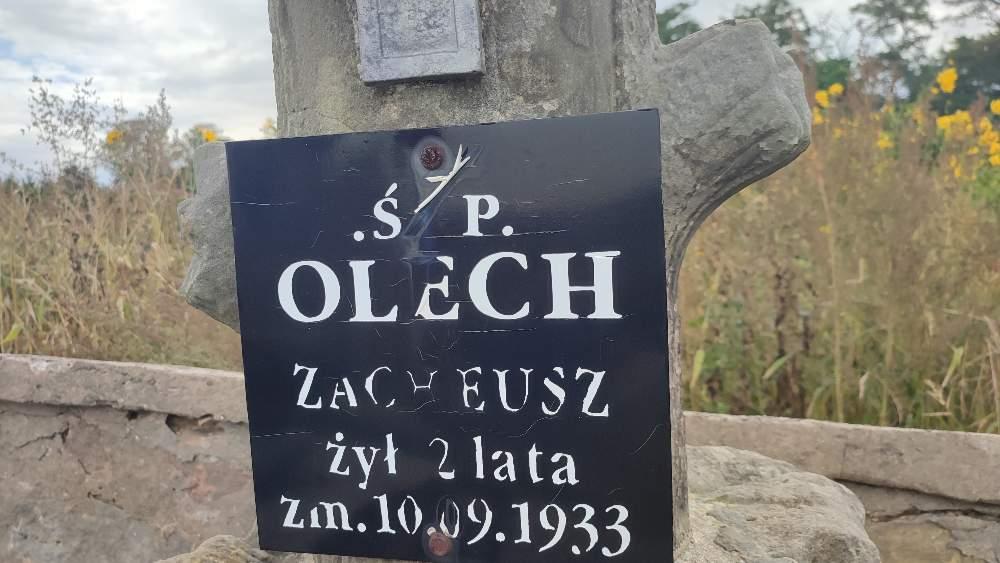 .Ś P.
OLECH
ZACHEUSZ
żył 2 lata
zm. 10.09.1933